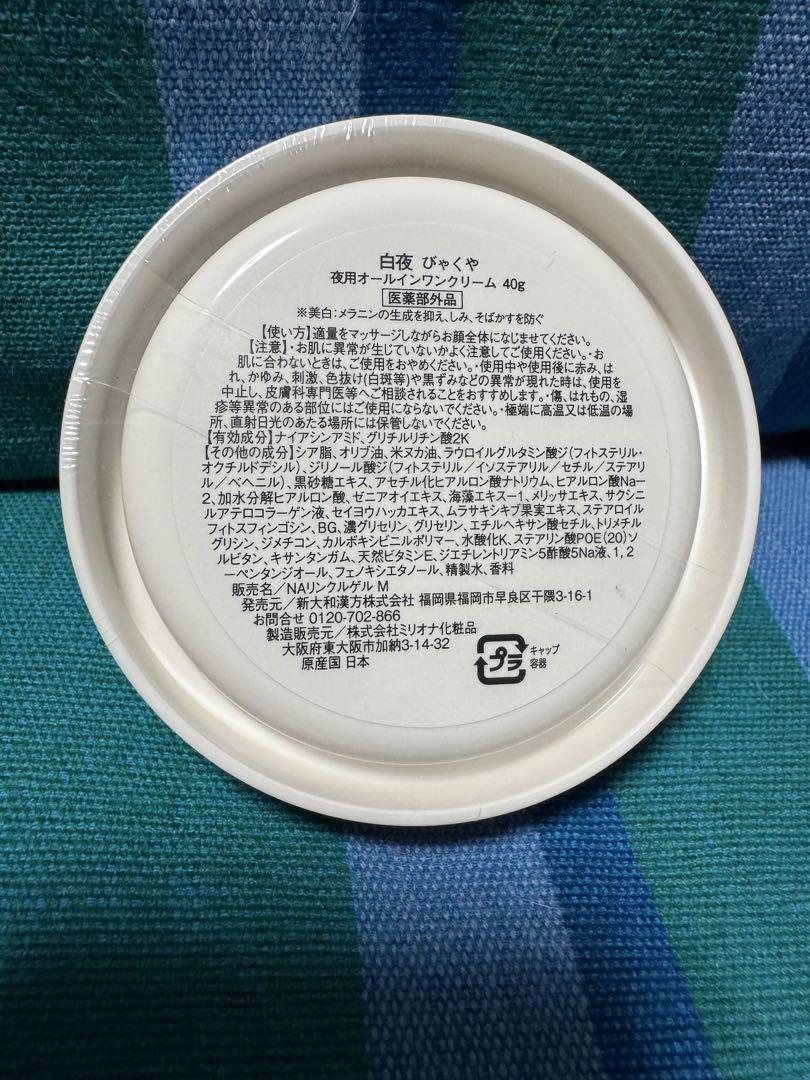 白夜 びゃくや
夜用オールインワンクリーム 40g
医薬部外品
※美白:メラニンの生成を抑え、しみ、そばかすを防ぐ
【使い方】適量をマッサージしながらお顔全体になじませてください。
【注意】・お肌に異常が生じていないかよく注意してご使用ください。・お
肌に合わないときは、ご使用をおやめください。・使用中や使用後に赤み、は
れ、かゆみ、刺激、色抜け(白斑等)や黒ずみなどの異常が現れた時は、使用を
中止し、皮膚科専門医等へご相談されることをおすすめします。・傷、はれもの、湿
疹等異常のある部位にはご使用にならないでください。・極端に高温又は低温の場
所、直射日光のあたる場所には保管しないでください。
【有効成分】ナイアシンアミド、グリチルリチン酸2K
【その他の成分】シア脂、オリブ油、米ヌカ油、ラウロイルグルタミン酸ジ(フィトステリル・
オクチルドデシル)、ジリノール酸ジ(フィトステリル/イソステアリル/セチル/ステアリ
ル/ベヘニル)、黒砂糖エキス、アセチル化ヒアルロン酸ナトリウム、ヒアルロン酸Na-
2、加水分解ヒアルロン酸、ゼニアオイエキス、海藻エキス-1、メリッサエキス、サクシニ
ルアテロコラーゲン液、セイヨウハッカエキス、ムラサキシキブ果実エキス、ステアロイル
フィトスフィンゴシン、BG、濃グリセリン、グリセリン、エチルヘキサン酸セチル、トリメチル
グリシン、ジメチコン、カルボキシビニルポリマー、水酸化K、ステアリン酸POE(20)ソ
ルビタン、キサンタンガム、天然ビタミンE、ジエチレントリアミン5酢酸5Na液、1,2
-ペンタンジオール、フェノキシエタノール、精製水、香料
販売名/NAリンクルゲル M
発売元/新大和漢方株式会社 福岡県福岡市早良区干隈3-16-1
お問合せ 0120-702-866
製造販売元/株式会社ミリオナ化粧品
大阪府東大阪市加納3-14-32
原産国 日本
プラ
キャップ
容器